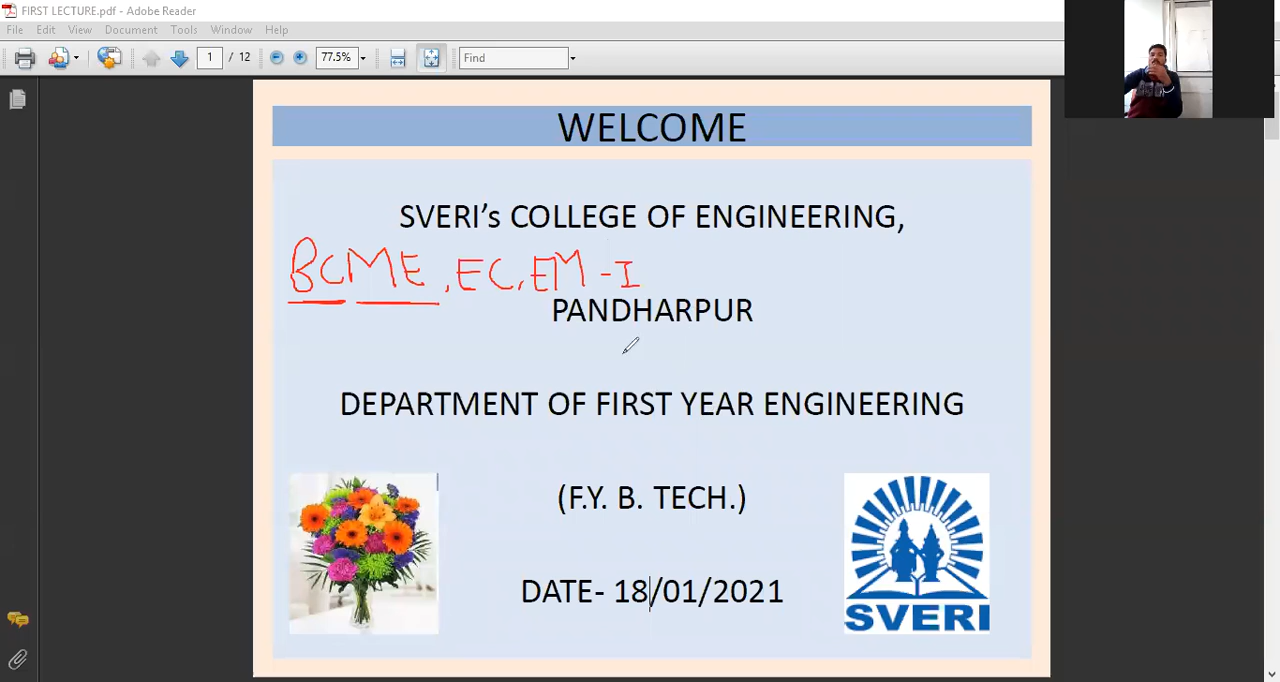 FIRST LECTURE.pdf - Adobe Reader
File Edit View Document Tools Window Help
1 / 12 77.5% Find
WELCOME
SVERI’s COLLEGE OF ENGINEERING,
BCME, EC, EM - I
PANDHARPUR
DEPARTMENT OF FIRST YEAR ENGINEERING
(F.Y. B. TECH.)
DATE- 18/01/2021
SVERI